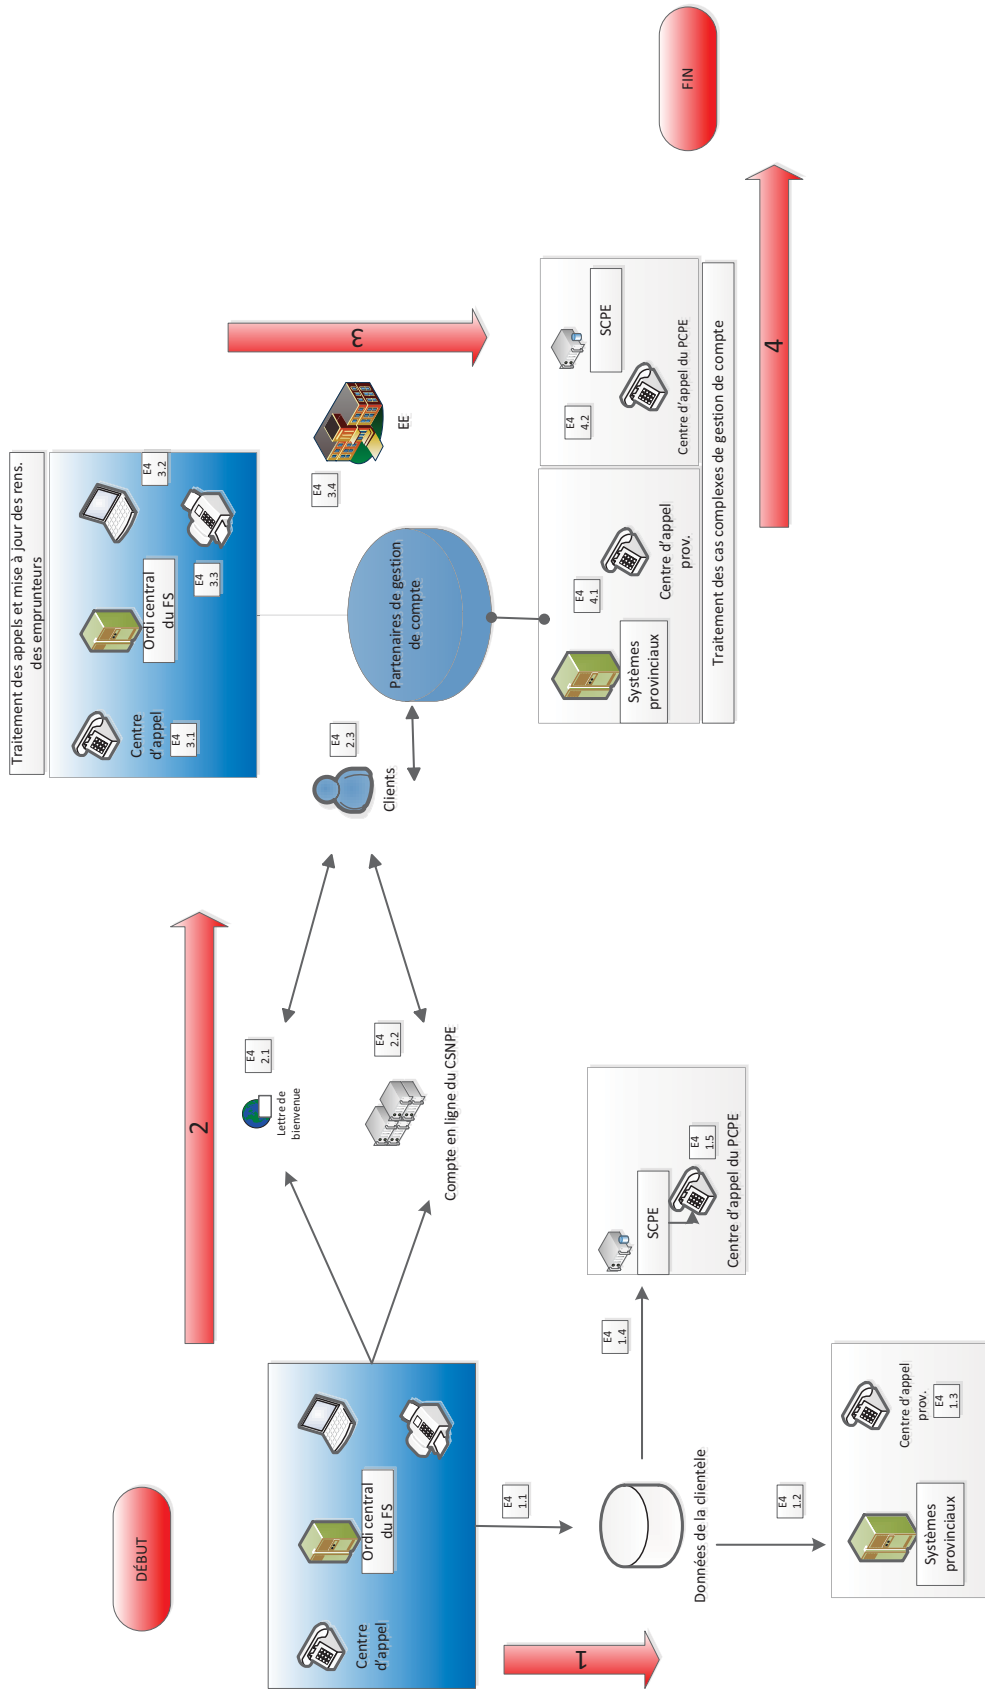 DÉBUT
Centre
d'appel
Ordi central
du FS
1
E4
1.1
Données de la clientèle
E4
1.2
Systèmes
provinciaux
Centre d'appel
prov.
E4
1.3
E4
1.4
SCPE
E4
1.5
Centre d'appel du PCPE
2
Lettre de
bienvenue
E4
2.1
Compte en ligne du CSNPE
E4
2.2
Clients
E4
2.3
Traitement des appels et mise à jour des rens.
des emprunteurs
Centre
d'appel
E4
3.1
Ordi central
du FS
E4
3.2
E4
3.3
Partenaires de gestion
de compte
E4
3.4
EE
3
Systèmes
provinciaux
E4
4.1
Centre d'appel
prov.
E4
4.2
SCPE
Centre d'appel du PCPE
Traitement des cas complexes de gestion de compte
4
FIN